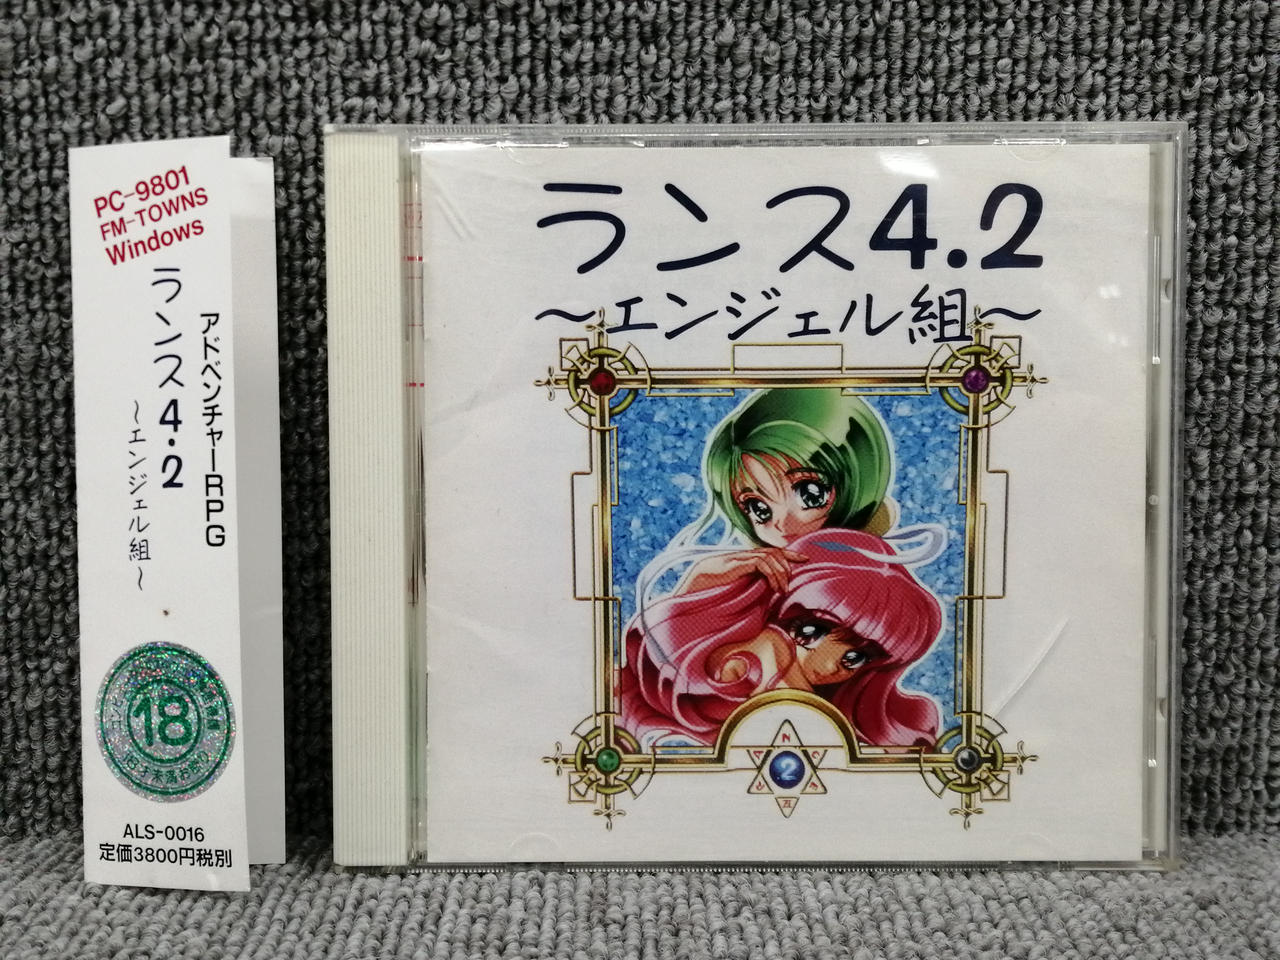 PC-9801
FM-TOWNS
Windows
アドベンチャーRPG
ランス4.2
～エンジェル組～
18
ALS-0016
定価3800円税別
ランス4.2
～エンジェル組～
R A N C E IV
.2